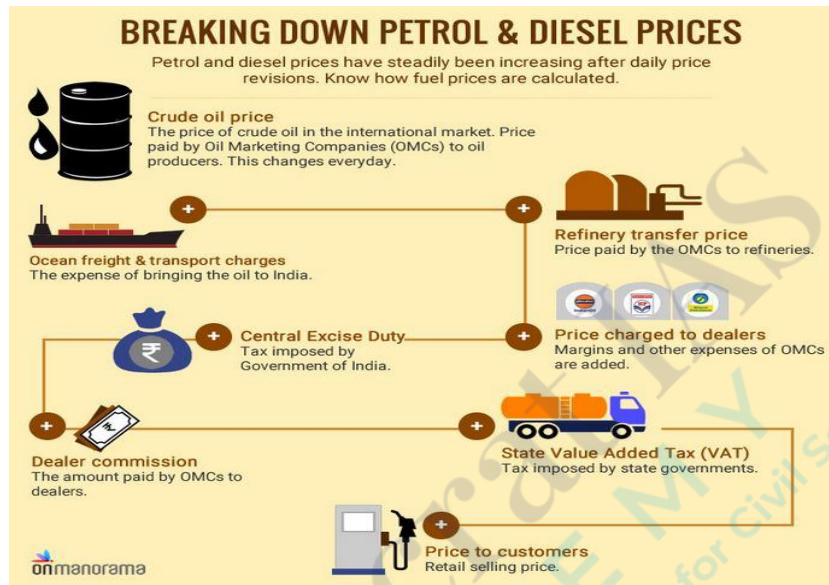 BREAKING DOWN PETROL & DIESEL PRICES
Petrol and diesel prices have steadily been increasing after daily price
revisions. Know how fuel prices are calculated.
Crude oil price
The price of crude oil in the international market. Price
paid by Oil Marketing Companies (OMCs) to oil
producers. This changes everyday.
Ocean freight & transport charges
The expense of bringing the oil to India.
Refinery transfer price
Price paid by the OMCs to refineries.
Price charged to dealers
Margins and other expenses of OMCs
are added.
Central Excise Duty
Tax imposed by
Government of India.
₹
Dealer commission
The amount paid by OMCs to
dealers.
State Value Added Tax (VAT)
Tax imposed by state governments.
Price to customers
Retail selling price.
onmanorama